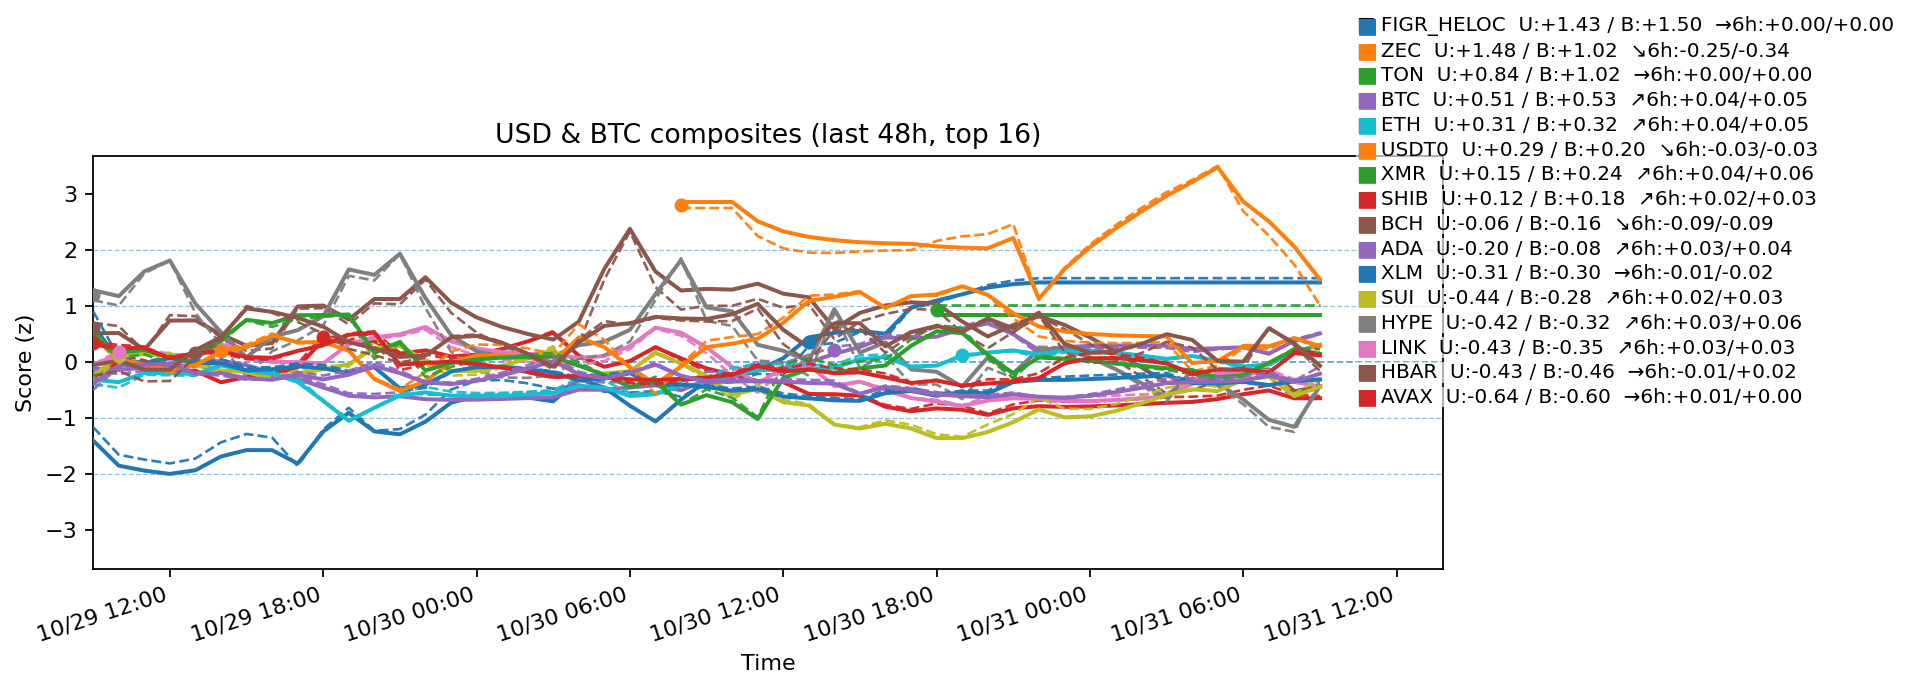 FIGR_HELOC  U:+1.43 / B:+1.50  →6h:+0.00/+0.00
ZEC  U:+1.48 / B:+1.02  ↘6h:-0.25/-0.34
TON  U:+0.84 / B:+1.02  →6h:+0.00/+0.00
BTC  U:+0.51 / B:+0.53  ↗6h:+0.04/+0.05
ETH  U:+0.31 / B:+0.32  ↗6h:+0.04/+0.05
USDT0  U:+0.29 / B:+0.20  ↘6h:-0.03/-0.03
XMR  U:+0.15 / B:+0.24  ↗6h:+0.04/+0.06
SHIB  U:+0.12 / B:+0.18  ↗6h:+0.02/+0.03
BCH  U:-0.06 / B:-0.16  ↘6h:-0.09/-0.09
ADA  U:-0.20 / B:-0.08  ↗6h:+0.03/+0.04
XLM  U:-0.31 / B:-0.30  →6h:-0.01/-0.02
SUI  U:-0.44 / B:-0.28  ↗6h:+0.02/+0.03
HYPE  U:-0.42 / B:-0.32  ↗6h:+0.03/+0.06
LINK  U:-0.43 / B:-0.35  ↗6h:+0.03/+0.03
HBAR  U:-0.43 / B:-0.46  →6h:-0.01/+0.02
AVAX  U:-0.64 / B:-0.60  →6h:+0.01/+0.00
USD & BTC composites (last 48h, top 16)
Score (z)
3
2
1
0
−1
−2
−3
10/29 12:00
10/29 18:00
10/30 00:00
10/30 06:00
10/30 12:00
10/30 18:00
10/31 00:00
10/31 06:00
10/31 12:00
Time